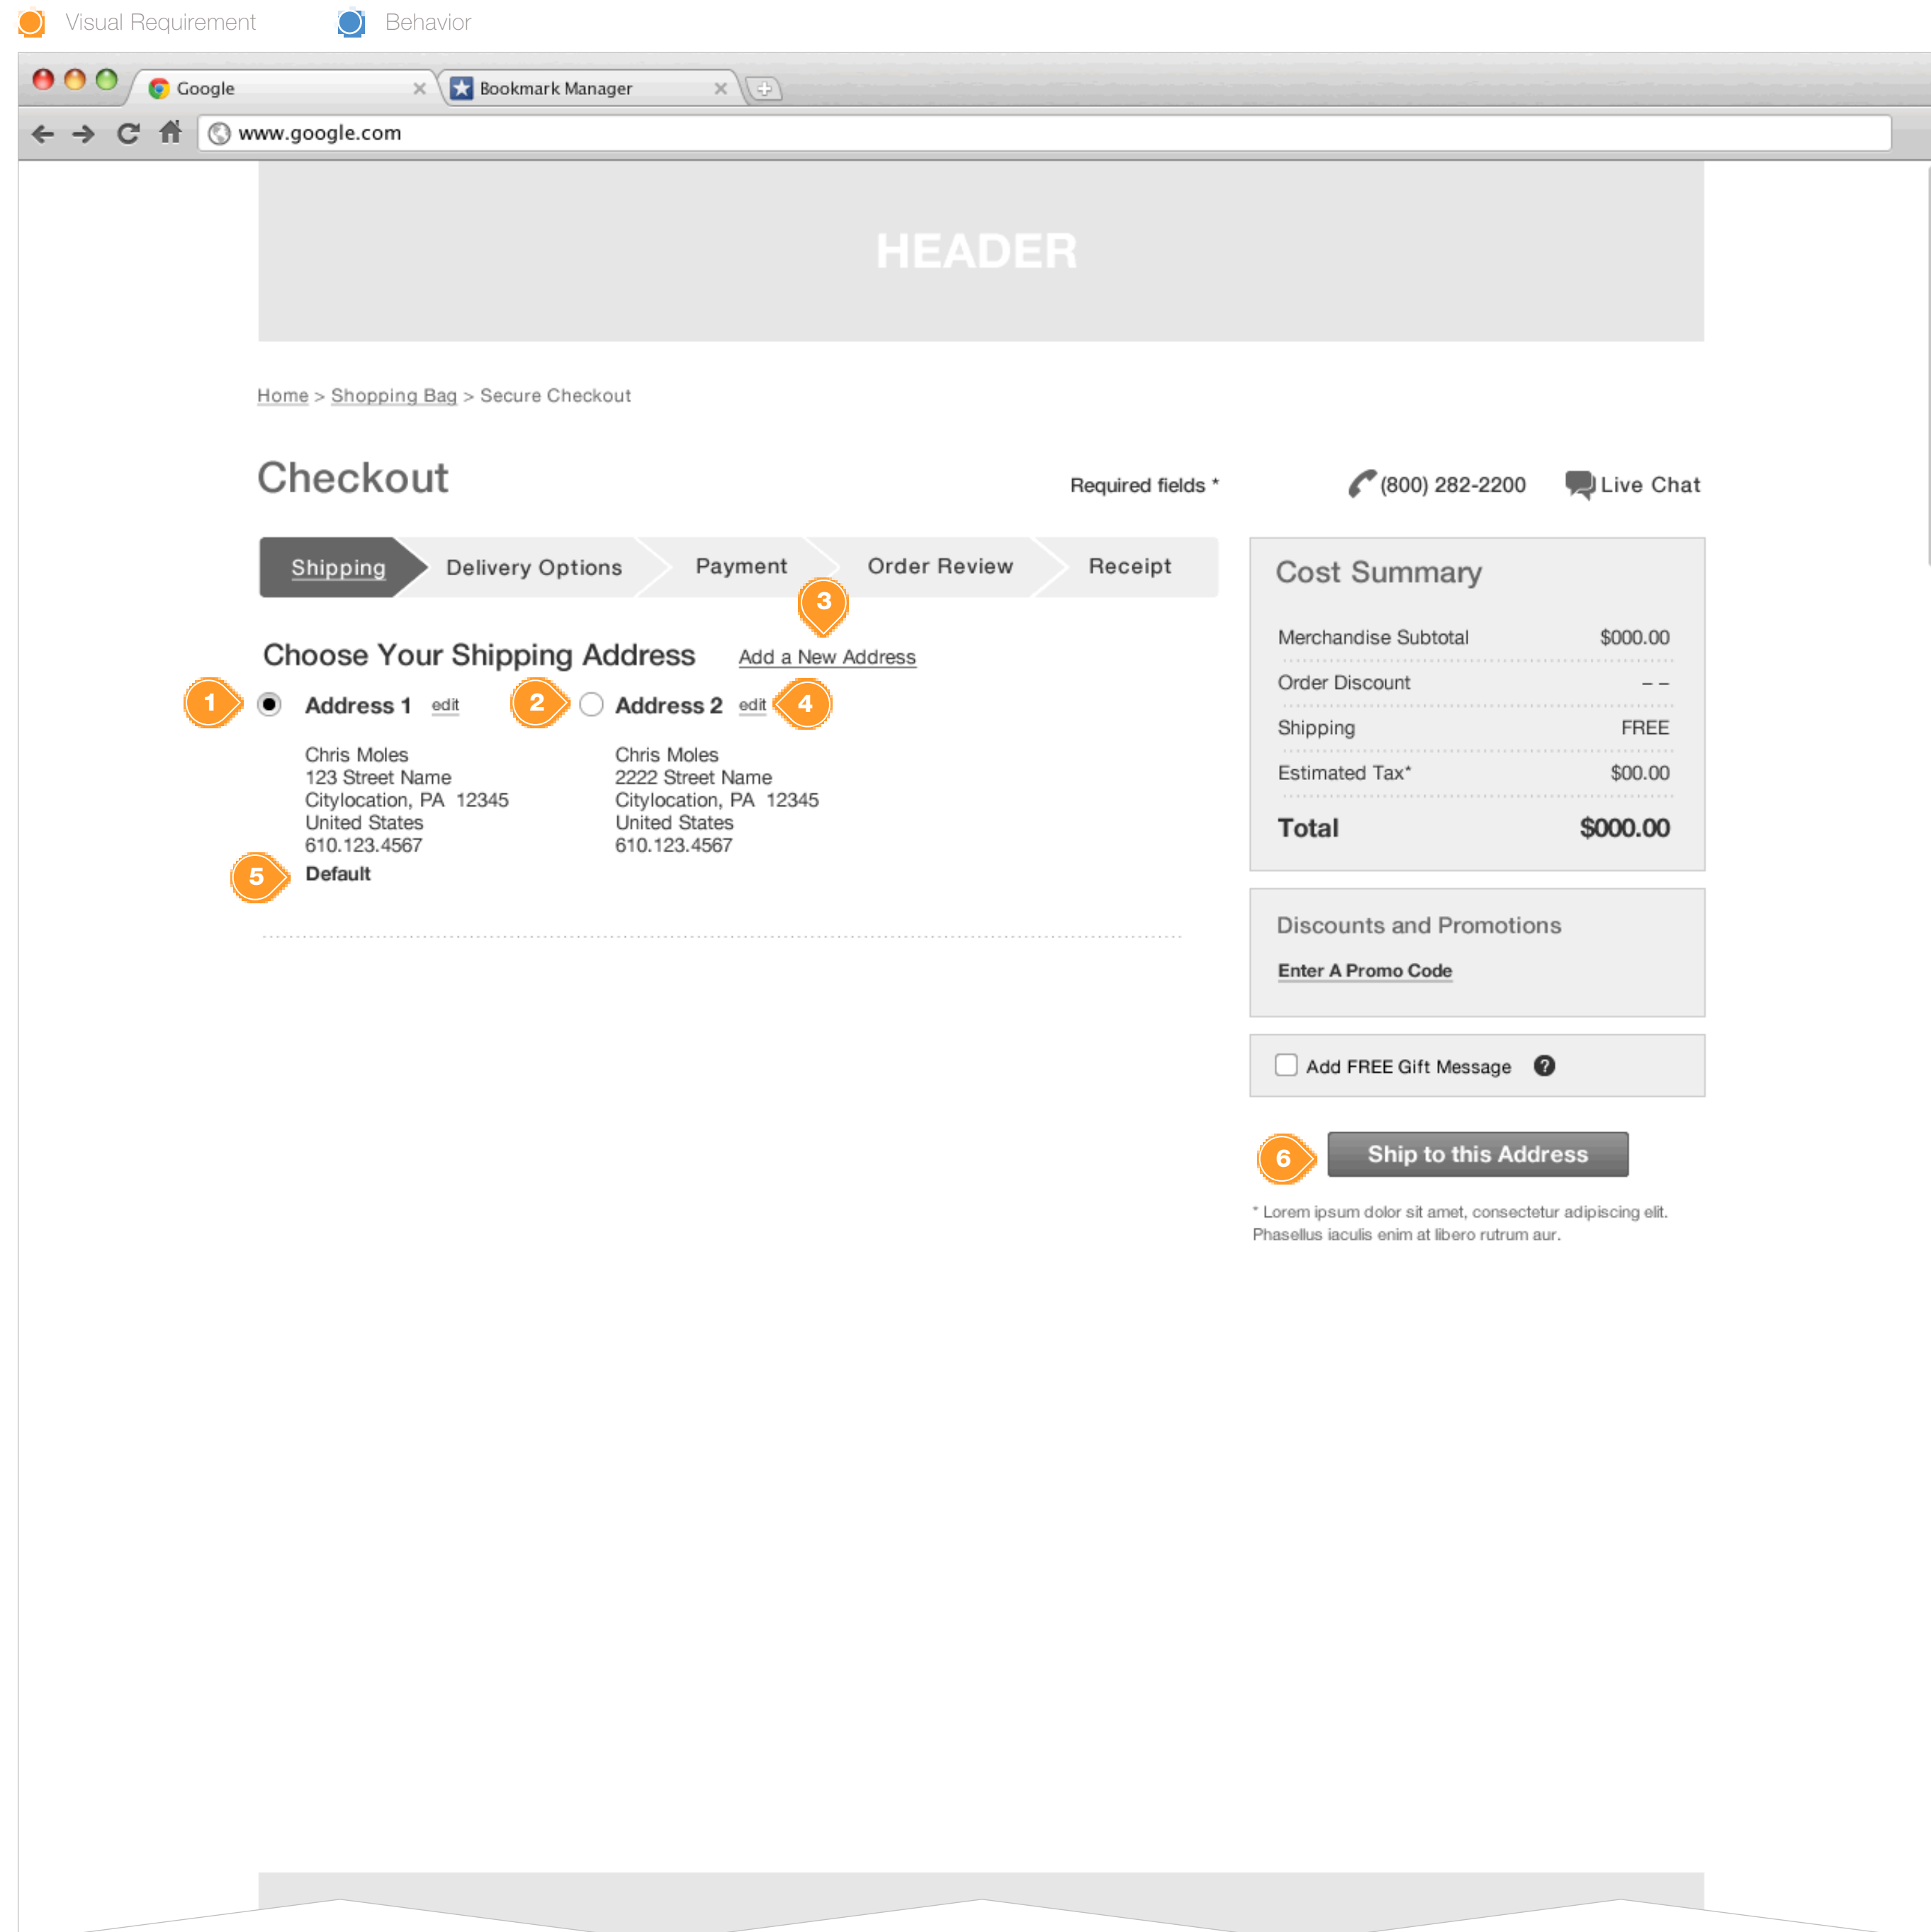 Visual Requirement
Behavior
Google
Bookmark Manager
www.google.com
HEADER
Home > Shopping Bag > Secure Checkout
Checkout
Required fields *
(800) 282-2200
Live Chat
Shipping
Delivery Options
Payment
Order Review
Receipt
3
Choose Your Shipping Address
Add a New Address
1
Address 1
edit
2
Address 2
edit
4
Chris Moles
123 Street Name
Citylocation, PA 12345
United States
610.123.4567
5
Default
Chris Moles
2222 Street Name
Citylocation, PA 12345
United States
610.123.4567
Cost Summary
Merchandise Subtotal $000.00
Order Discount – –
Shipping FREE
Estimated Tax* $00.00
Total $000.00
Discounts and Promotions
Enter A Promo Code
Add FREE Gift Message ?
6
Ship to this Address
* Lorem ipsum dolor sit amet, consectetur adipiscing elit.
Phasellus iaculis enim at libero rutrum aur.